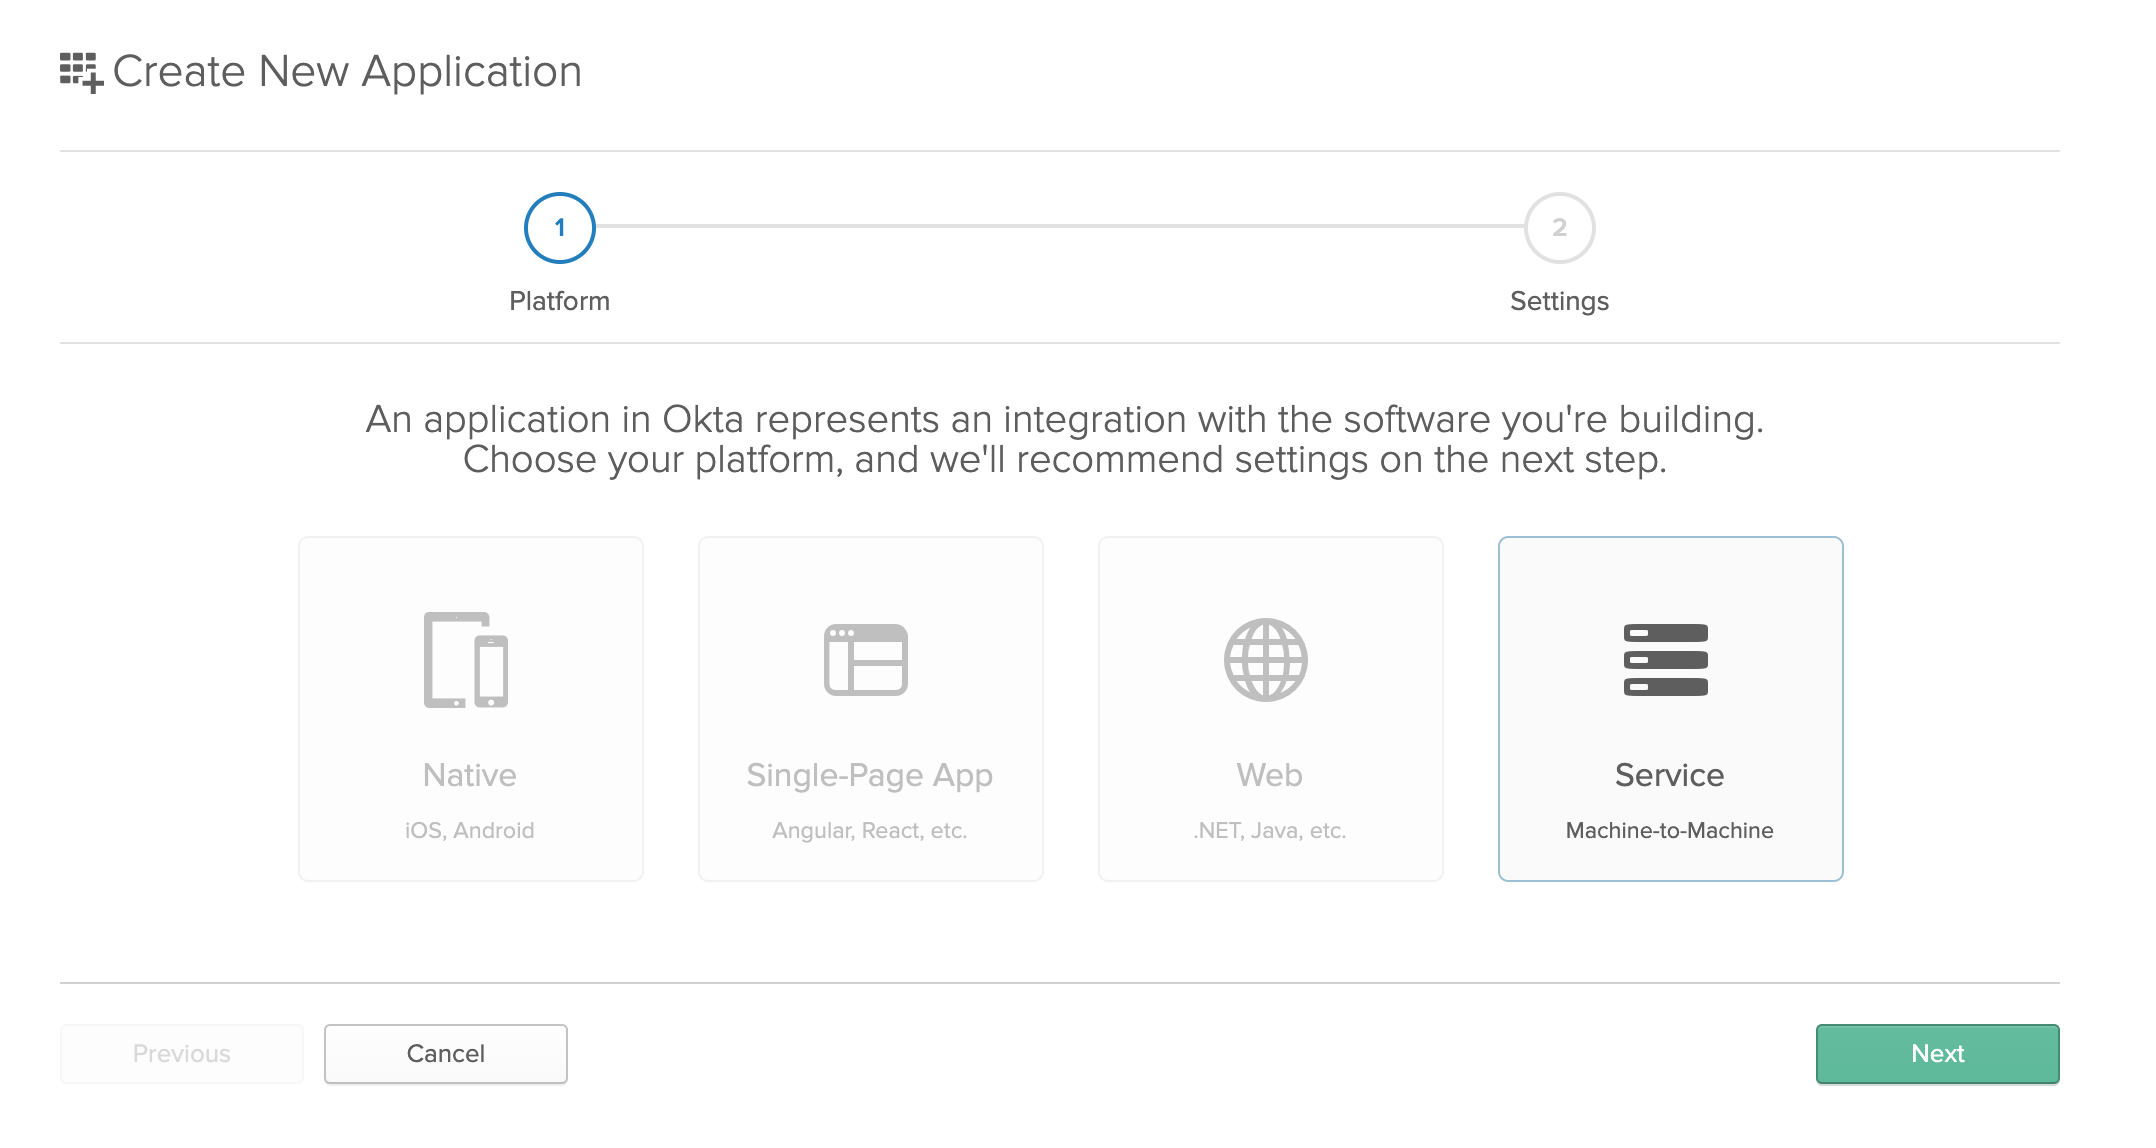 Create New Application
1
2
Platform
Settings
An application in Okta represents an integration with the software you're building.
Choose your platform, and we'll recommend settings on the next step.
Native
iOS, Android
Single-Page App
Angular, React, etc.
Web
.NET, Java, etc.
Service
Machine-to-Machine
Previous
Cancel
Next